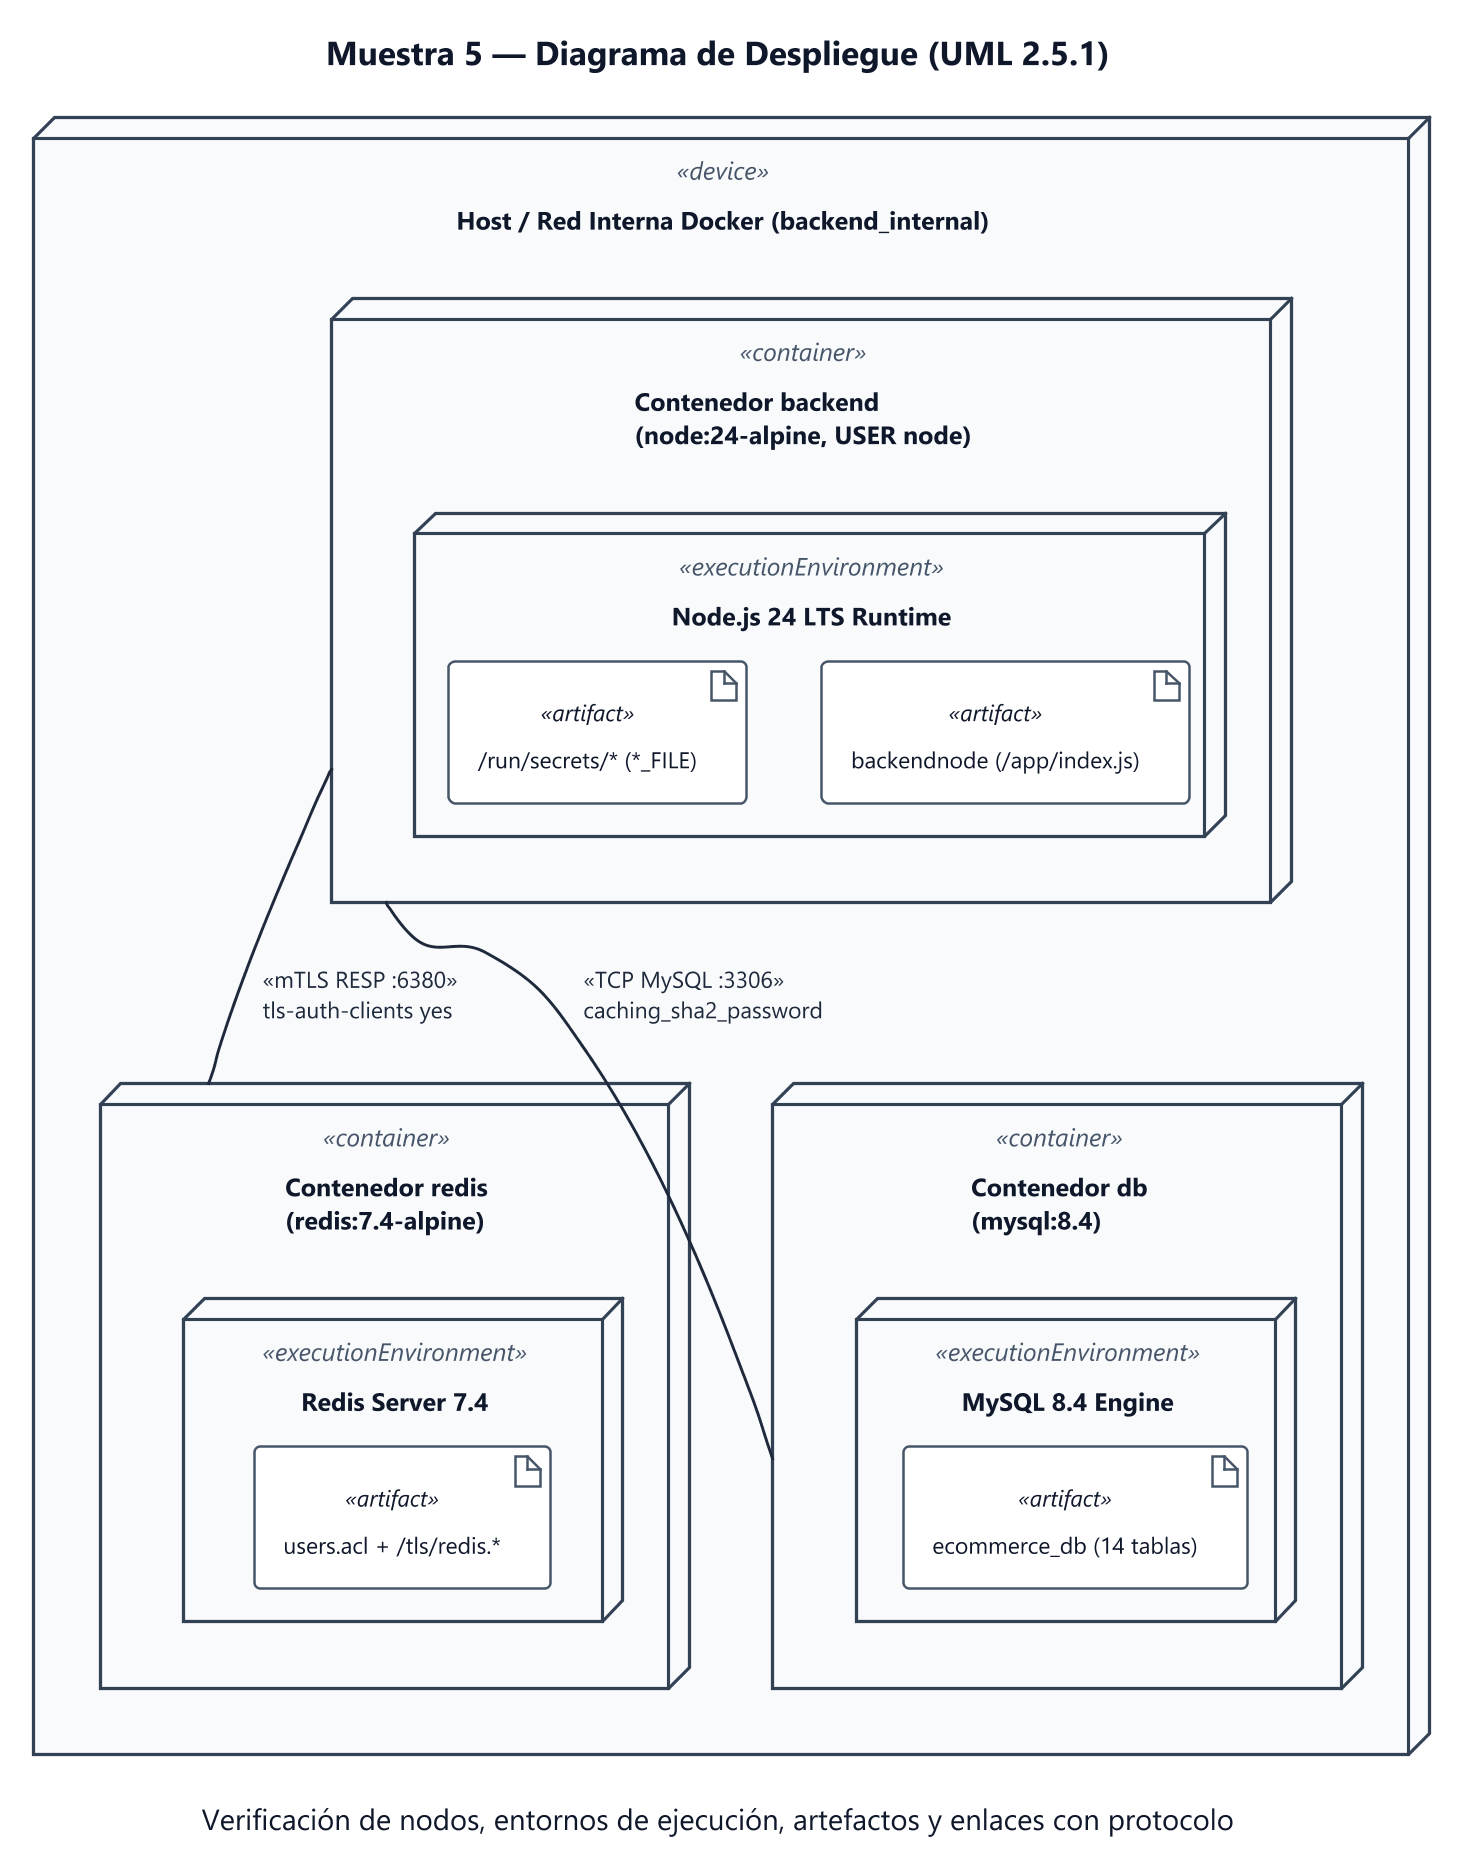 Muestra 5 — Diagrama de Despliegue (UML 2.5.1)
«device»
Host / Red Interna Docker (backend_internal)
«container»
Contenedor backend
(node:24-alpine, USER node)
«executionEnvironment»
Node.js 24 LTS Runtime
«artifact»
/run/secrets/* (*_FILE)
«artifact»
backendnode (/app/index.js)
«mTLS RESP :6380»
tls-auth-clients yes
«TCP MySQL :3306»
caching_sha2_password
«container»
Contenedor redis
(redis:7.4-alpine)
«executionEnvironment»
Redis Server 7.4
«artifact»
users.acl + /tls/redis.*
«container»
Contenedor db
(mysql:8.4)
«executionEnvironment»
MySQL 8.4 Engine
«artifact»
ecommerce_db (14 tablas)
Verificación de nodos, entornos de ejecución, artefactos y enlaces con protocolo